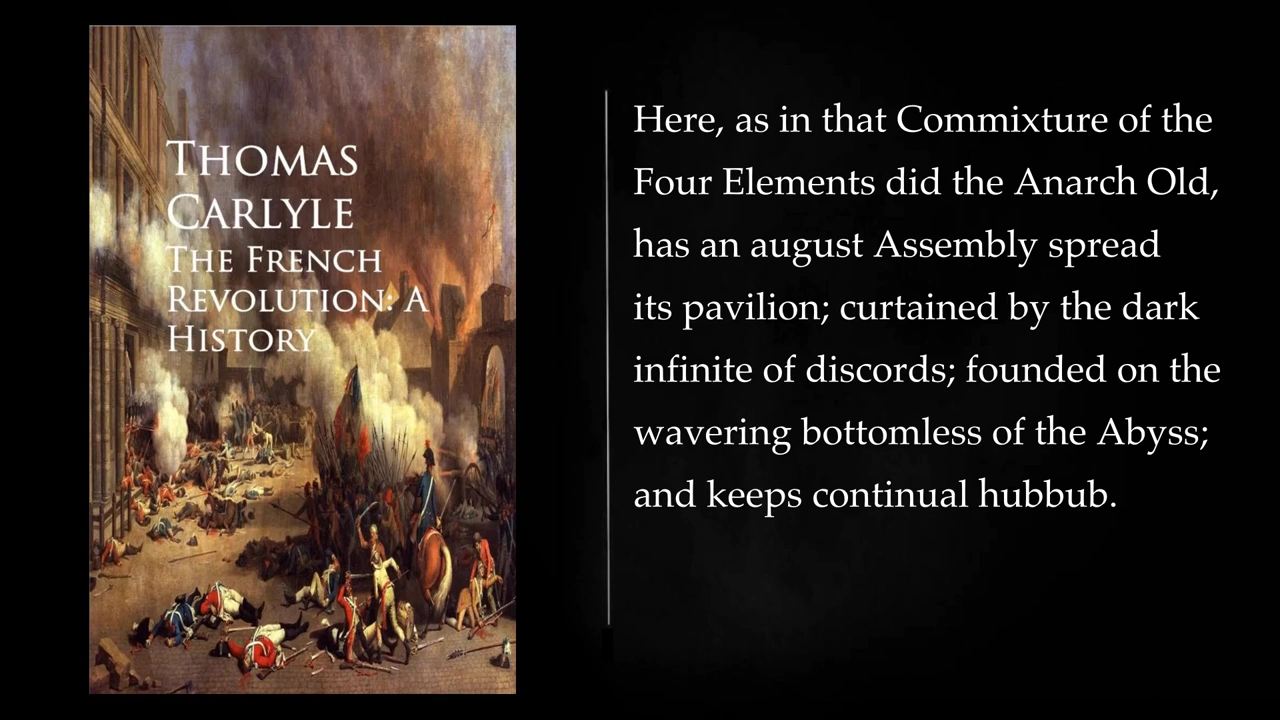 THOMAS
CARLYLE
THE FRENCH
REVOLUTION: A
HISTORY
Here, as in that Commixture of the
Four Elements did the Anarch Old,
has an august Assembly spread
its pavilion; curtained by the dark
infinite of discords; founded on the
wavering bottomless of the Abyss;
and keeps continual hubbub.